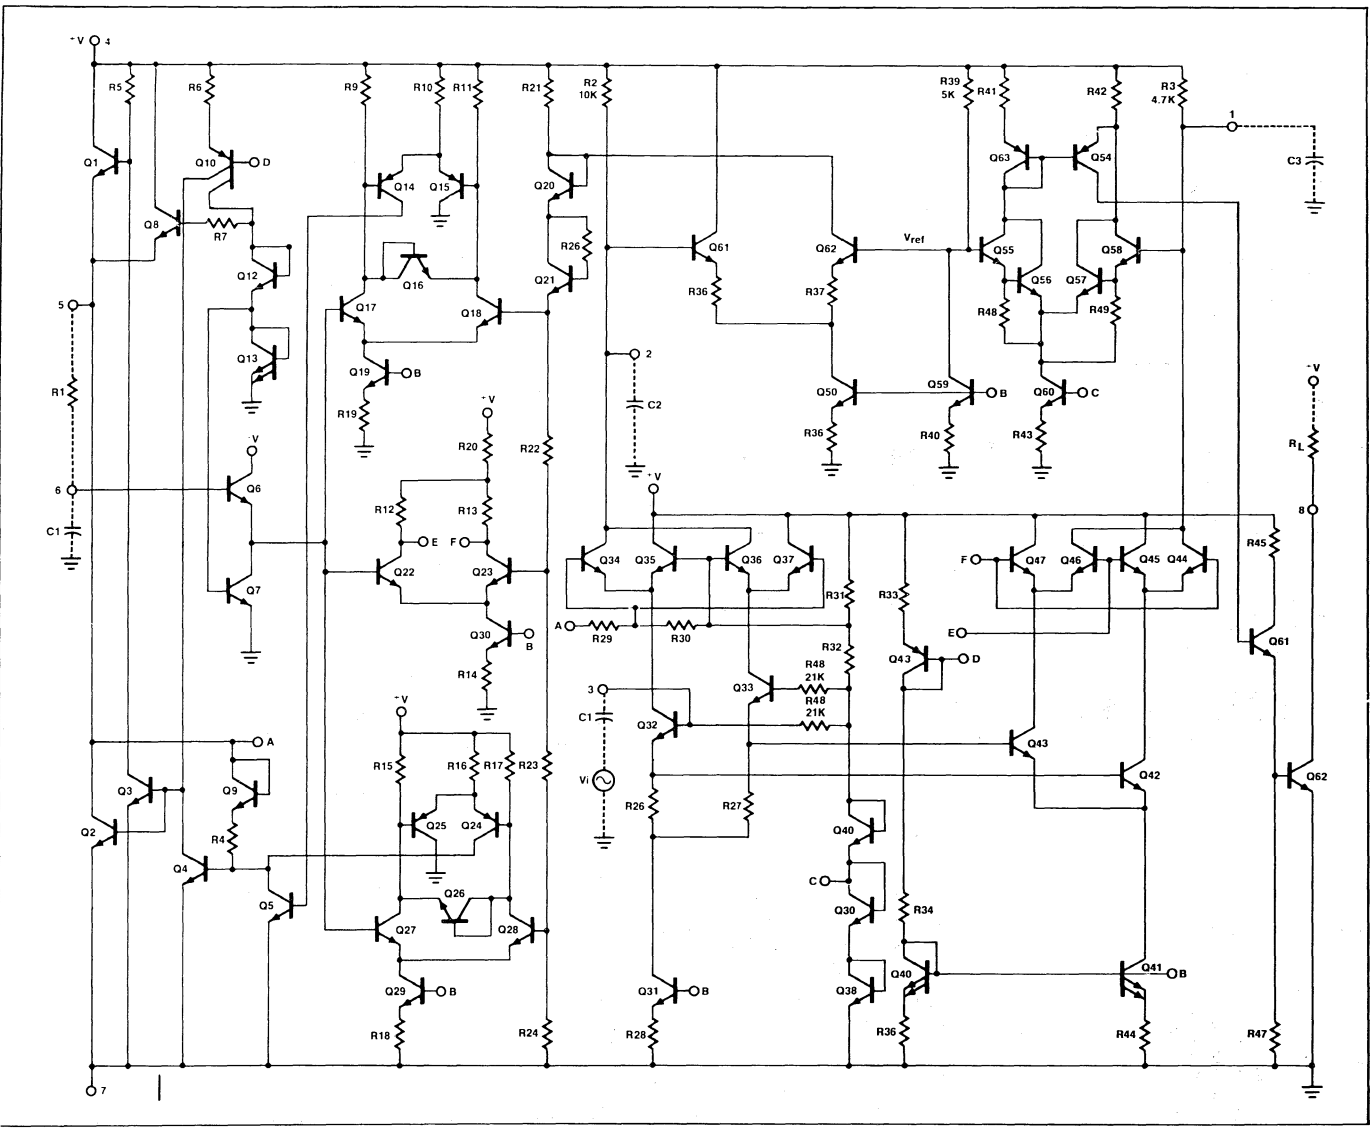 +V 4
R5
R6
R9
R10
R11
R21
R2
10K
R39
5K
R41
R42
R3
4.7K
1
Q1
Q10
D
Q14
Q15
Q20
Q63
Q54
C3
Q8
R7
R26
Q61
Q62
Vref
Q55
Q58
Q12
Q16
Q21
Q56
Q57
R36
R37
5
Q17
Q18
R48
R49
Q13
2
R1
Q19
B
C2
Q50
Q59
B
Q60
C
+V
R19
+V
R20
R22
R36
R40
R43
RL
V
6
Q6
+V
C1
R12
R13
8
E
F
Q34
Q35
Q36
Q37
F
Q47
Q46
Q45
Q44
R45
Q22
Q23
Q7
R31
R33
A
R29
R30
E
Q61
Q30
B
R32
Q43
D
R14
R48
21K
Q33
R48
21K
3
+V
C1
Q32
Q43
A
R15
R16
R17
R23
Vi
Q42
Q62
Q3
Q9
R26
R27
Q2
R4
Q25
Q24
Q40
Q4
C
Q5
Q26
Q30
R34
Q27
Q28
Q40
Q41
B
Q29
B
Q31
B
Q38
R18
R24
R28
R36
R44
R47
7